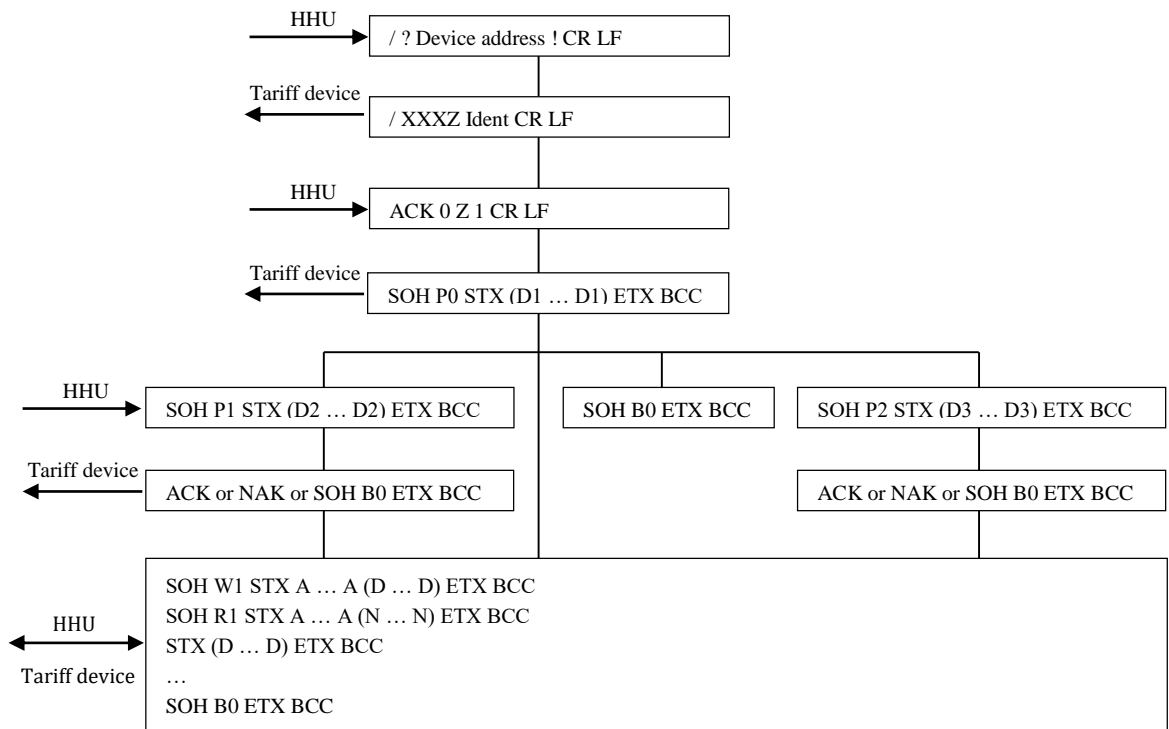 HHU
/ ? Device address ! CR LF
Tariff device
/ XXXZ Ident CR LF
HHU
ACK 0 Z 1 CR LF
Tariff device
SOH P0 STX (D1 … D1) ETX BCC
HHU
SOH P1 STX (D2 … D2) ETX BCC
SOH B0 ETX BCC
SOH P2 STX (D3 … D3) ETX BCC
Tariff device
ACK or NAK or SOH B0 ETX BCC
ACK or NAK or SOH B0 ETX BCC
SOH W1 STX A … A (D … D) ETX BCC
SOH R1 STX A … A (N … N) ETX BCC
HHU
STX (D … D) ETX BCC
Tariff device
…
SOH B0 ETX BCC